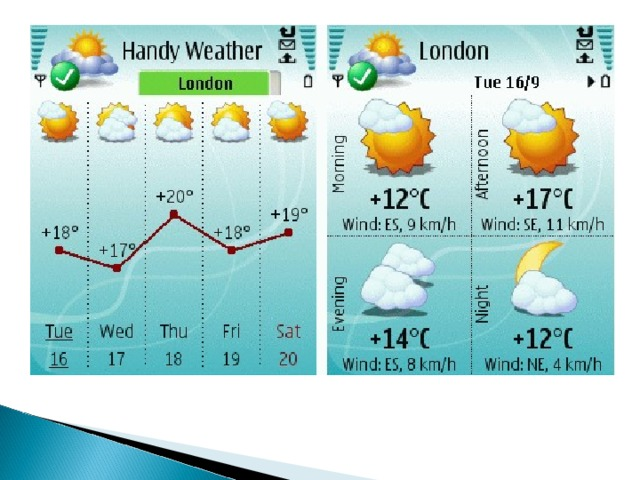 Handy Weather
London
+18°
+17°
+20°
+18°
+19°
Tue Wed Thu Fri Sat
16 17 18 19 20
London
Tue 16/9
Morning
+12°C
Wind: ES, 9 km/h
Afternoon
+17°C
Wind: SE, 11 km/h
Evening
+14°C
Wind: ES, 8 km/h
Night
+12°C
Wind: NE, 4 km/h